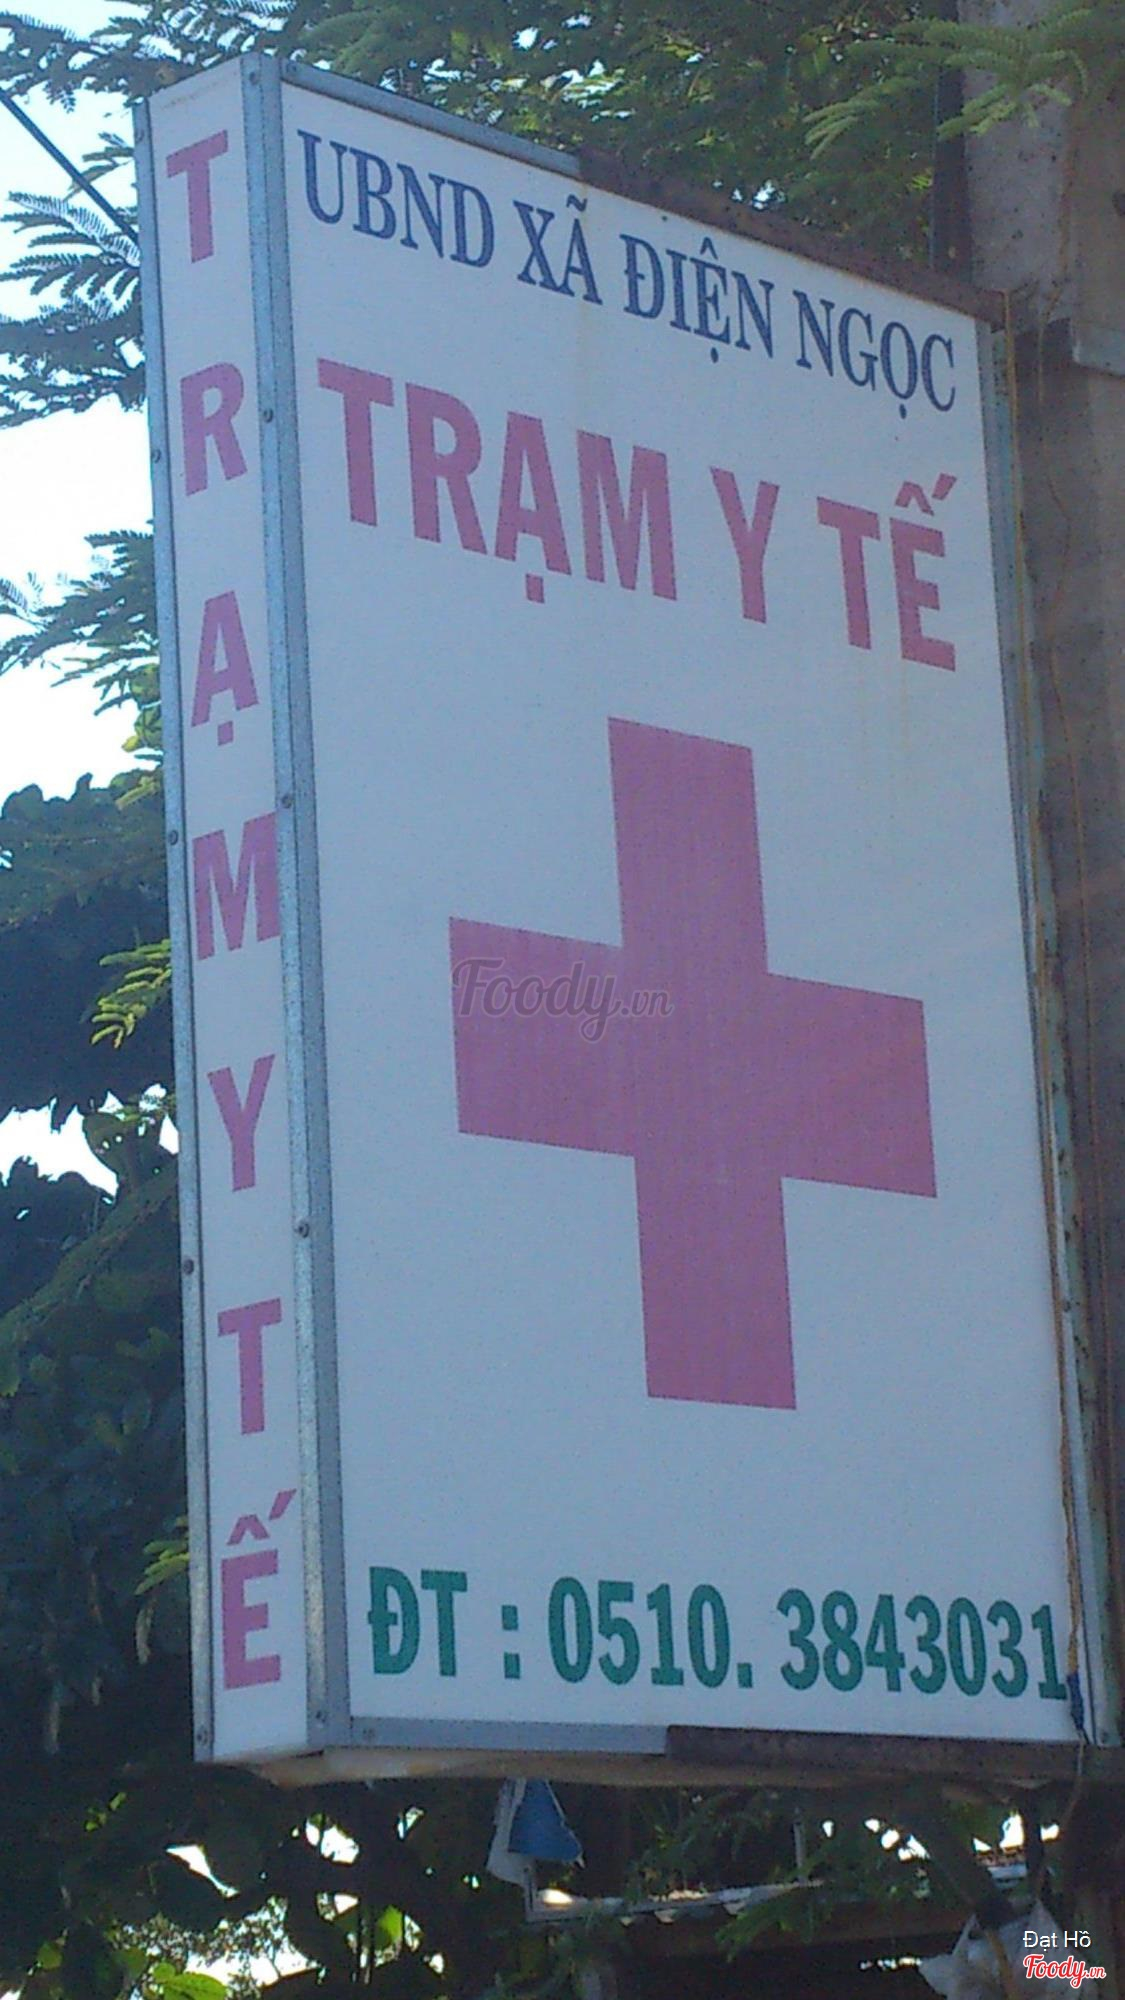 TRẠM Y TẾ
UBND XÃ ĐIỆN NGỌC
TRẠM Y TẾ
Foody.vn
ĐT : 0510. 3843031
Đạt Hồ
Foody.vn